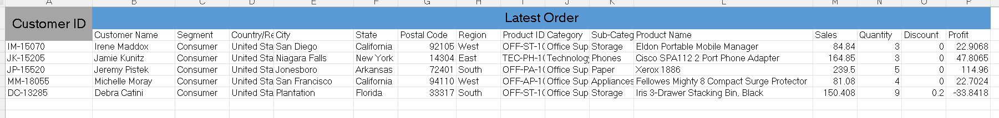 A B C D E F G H I J K L M N O P
Customer ID Latest Order
Customer Name Segment Country/Re City State Postal Code Region Product ID Category Sub-Categ Product Name Sales Quantity Discount Profit
IM-15070 Irene Maddox Consumer United Sta San Diego California 92105 West OFF-ST-1( Office Sup Storage Eldon Portable Mobile Manager 84.84 3 0 22.9068
JK-15205 Jamie Kunitz Consumer United Sta Niagara Falls New York 14304 East TEC-PH-1( Technolog Phones Cisco SPA112 2 Port Phone Adapter 164.85 3 0 47.8065
JP-15520 Jeremy Pistek Consumer United Sta Jonesboro Arkansas 72401 South OFF-PA-1( Office Sup Paper Xerox 1886 239.5 5 0 114.96
MM-18055 Michelle Moray Consumer United Sta San Francisco California 94110 West OFF-AP-1( Office Sup Appliances Fellowes Mighty 8 Compact Surge Protector 81.08 4 0 22.7024
DC-13285 Debra Catini Consumer United Sta Plantation Florida 33317 South OFF-ST-1( Office Sup Storage Iris 3-Drawer Stacking Bin, Black 150.408 9 0.2 -33.8418